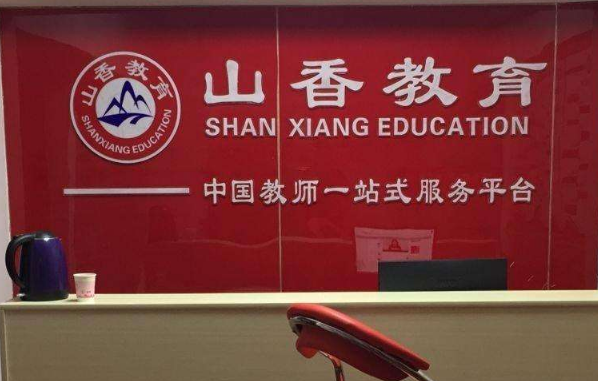 山香教育
SHANXIANG EDUCATION
山香教育
SHAN XIANG EDUCATION
中国教师一站式服务平台